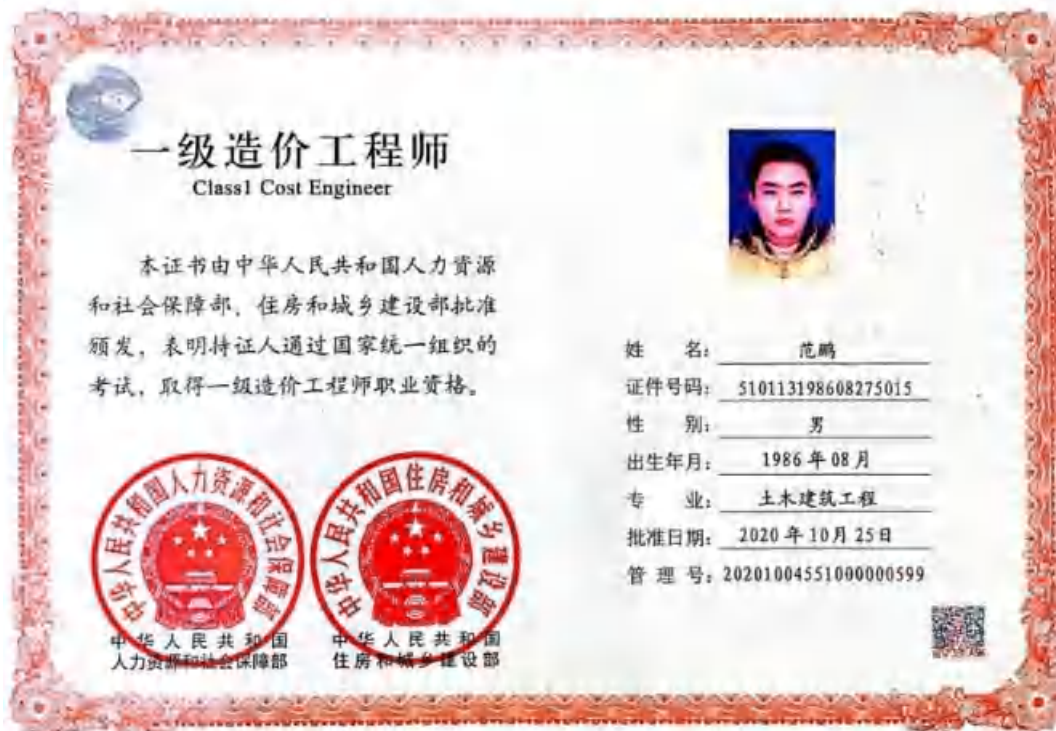 一级造价工程师
Class1 Cost Engineer
本证书由中华人民共和国人力资源
和社会保障部、住房和城乡建设部批准
颁发，表明持证人通过国家统一组织的
考试，取得一级造价工程师职业资格。
中华人民共和国人力资源和社会保障部
中华人民共和国
人力资源和社会保障部
中华人民共和国住房和城乡建设部
中华人民共和国
住房和城乡建设部
姓 名：范鹏
证件号码：510113198608275015
性 别：男
出生年月：1986年08月
专 业：土木建筑工程
批准日期：2020年10月25日
管 理 号：20201004551000000599